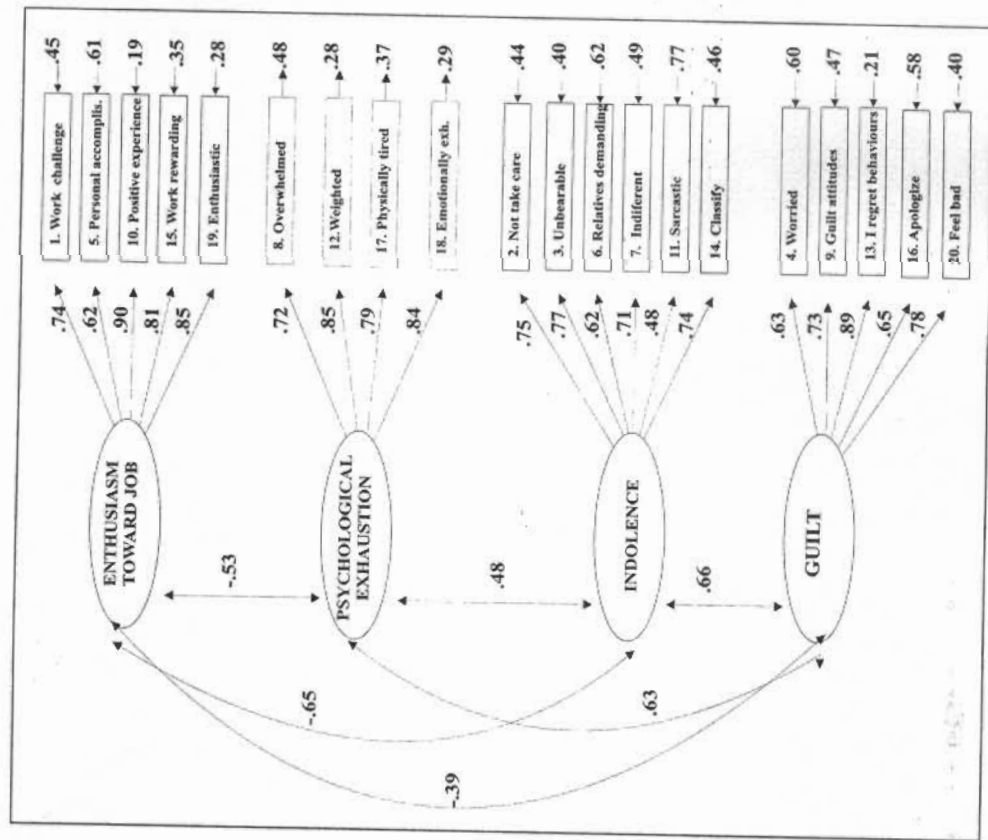 1. Work challenge
.45
5. Personal accomplis.
.61
10. Positive experience
.19
15. Work rewarding
.35
19. Enthusiastic
.28
8. Overwhelmed
.48
12. Weighted
.28
17. Physically tired
.37
18. Emotionally exh.
.29
2. Not take care
.44
3. Unbearable
.40
6. Relatives demanding
.62
7. Indiferent
.49
11. Sarcastic
.77
14. Classify
.46
4. Worried
.60
9. Guilt attitudes
.47
13. I regret behaviours
.21
16. Apologize
.58
20. Feel bad
.40
.74
.62
.90
.81
.85
.72
.85
.79
.84
.75
.77
.62
.71
.48
.74
.63
.73
.89
.65
.78
ENTHUSIASM
TOWARD JOB
PSYCHOLOGICAL
EXHAUSTION
INDOLENCE
GUILT
-.53
.48
.66
-.65
.63
-.39